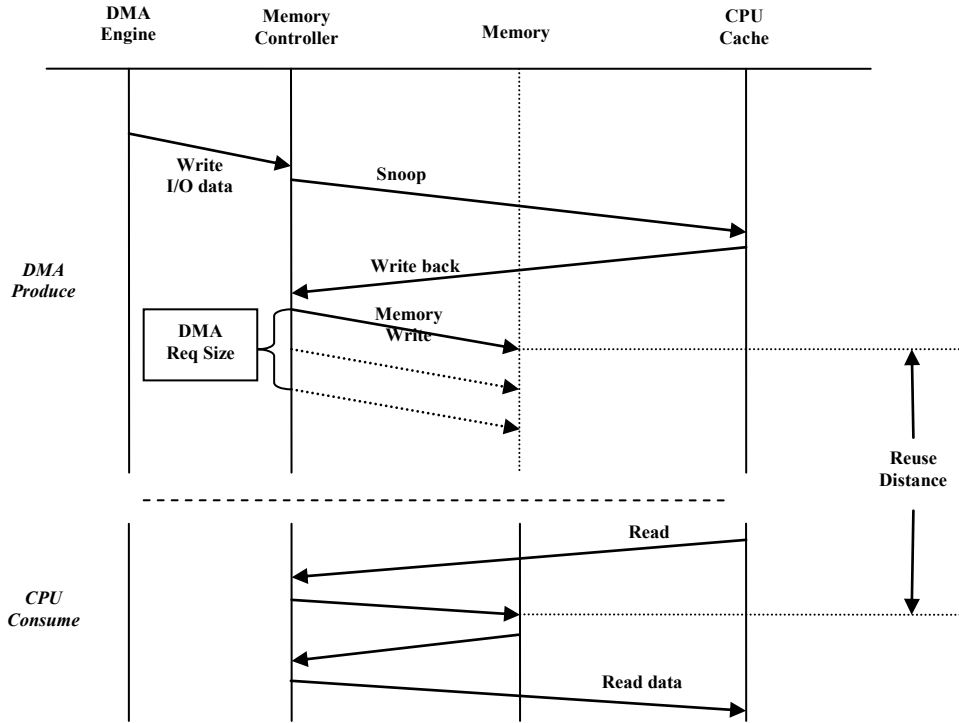 DMA
Engine
Memory
Controller
Memory
CPU
Cache
Write
I/O data
Snoop
DMA
Produce
Write back
DMA
Req Size
Memory
Write
Reuse
Distance
Read
CPU
Consume
Read data